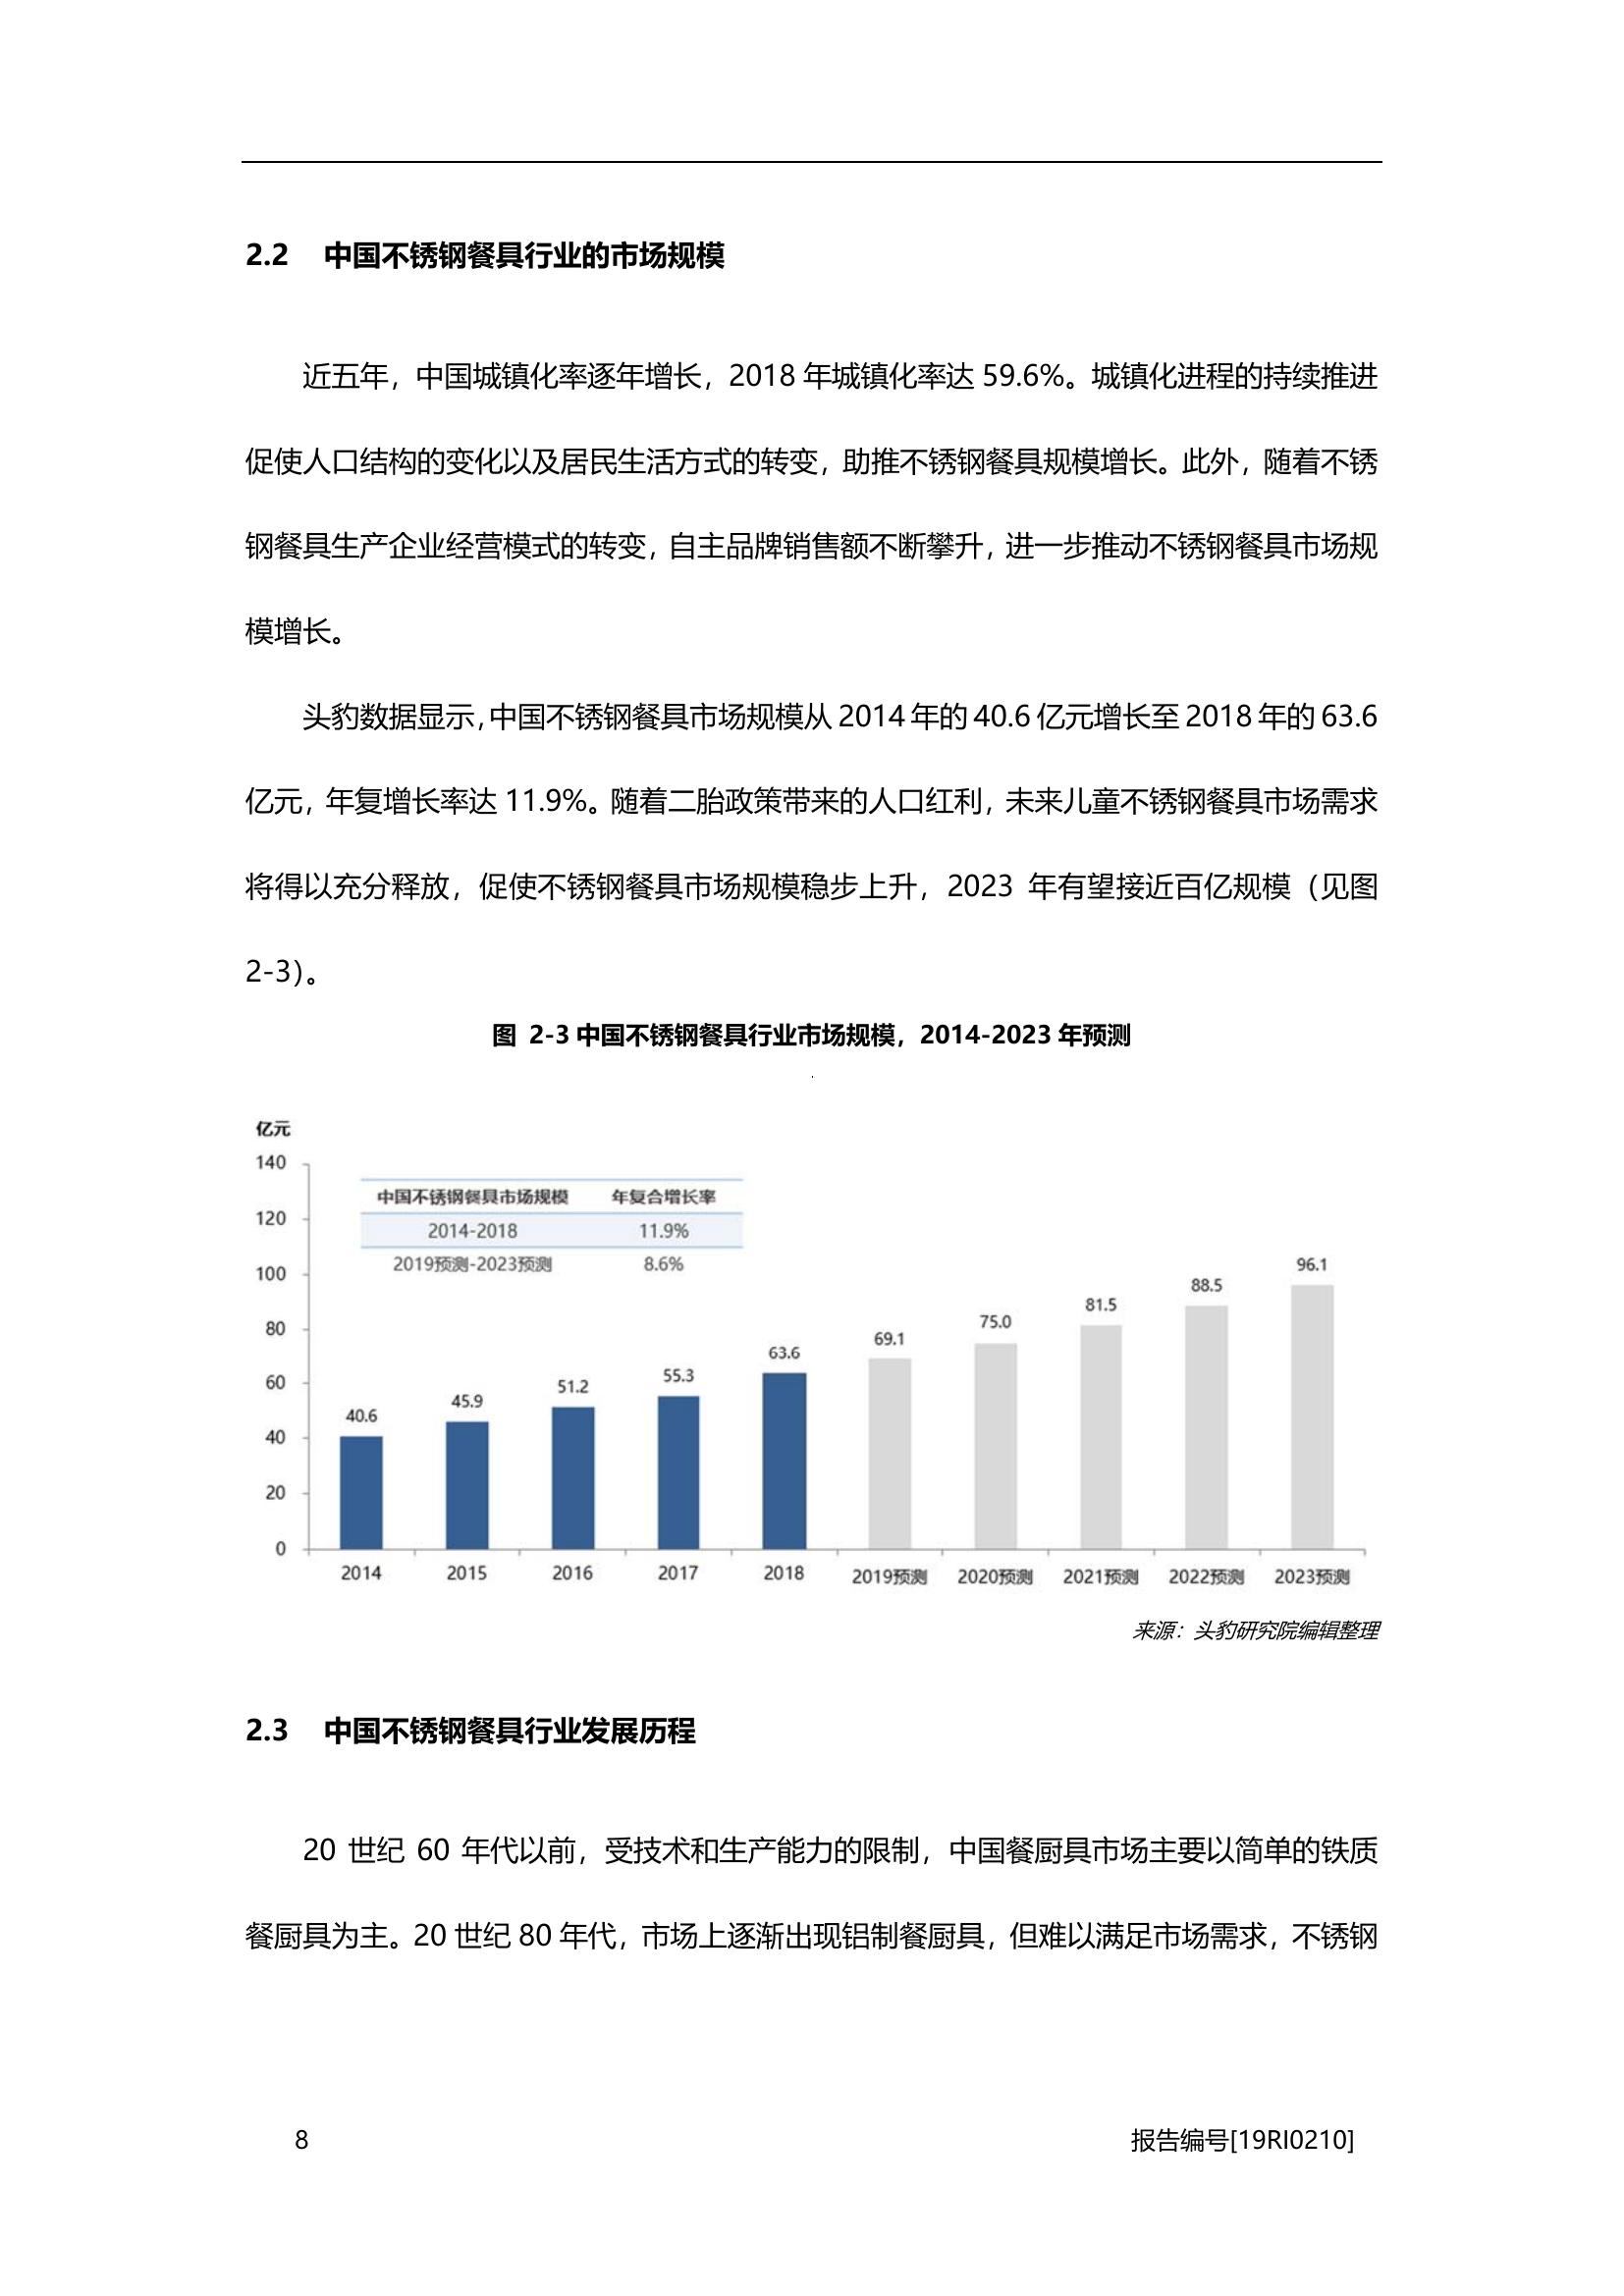 2.2 中国不锈钢餐具行业的市场规模
近五年，中国城镇化率逐年增长，2018 年城镇化率达 59.6%。城镇化进程的持续推进
促使人口结构的变化以及居民生活方式的转变，助推不锈钢餐具规模增长。此外，随着不锈
钢餐具生产企业经营模式的转变，自主品牌销售额不断攀升，进一步推动不锈钢餐具市场规
模增长。
头豹数据显示，中国不锈钢餐具市场规模从 2014 年的 40.6 亿元增长至 2018 年的 63.6
亿元，年复增长率达 11.9%。随着二胎政策带来的人口红利，未来儿童不锈钢餐具市场需求
将得以充分释放，促使不锈钢餐具市场规模稳步上升，2023 年有望接近百亿规模（见图
2-3）。
图 2-3 中国不锈钢餐具行业市场规模，2014-2023 年预测
亿元
140
120
100
80
60
40
20
0
中国不锈钢餐具市场规模 年复合增长率
2014-2018 11.9%
2019预测-2023预测 8.6%
40.6 45.9 51.2 55.3 63.6 69.1 75.0 81.5 88.5 96.1
2014 2015 2016 2017 2018 2019预测 2020预测 2021预测 2022预测 2023预测
来源：头豹研究院编辑整理
2.3 中国不锈钢餐具行业发展历程
20 世纪 60 年代以前，受技术和生产能力的限制，中国餐厨具市场主要以简单的铁质
餐厨具为主。20 世纪 80 年代，市场上逐渐出现铝制餐厨具，但难以满足市场需求，不锈钢
8 报告编号[19RI0210]